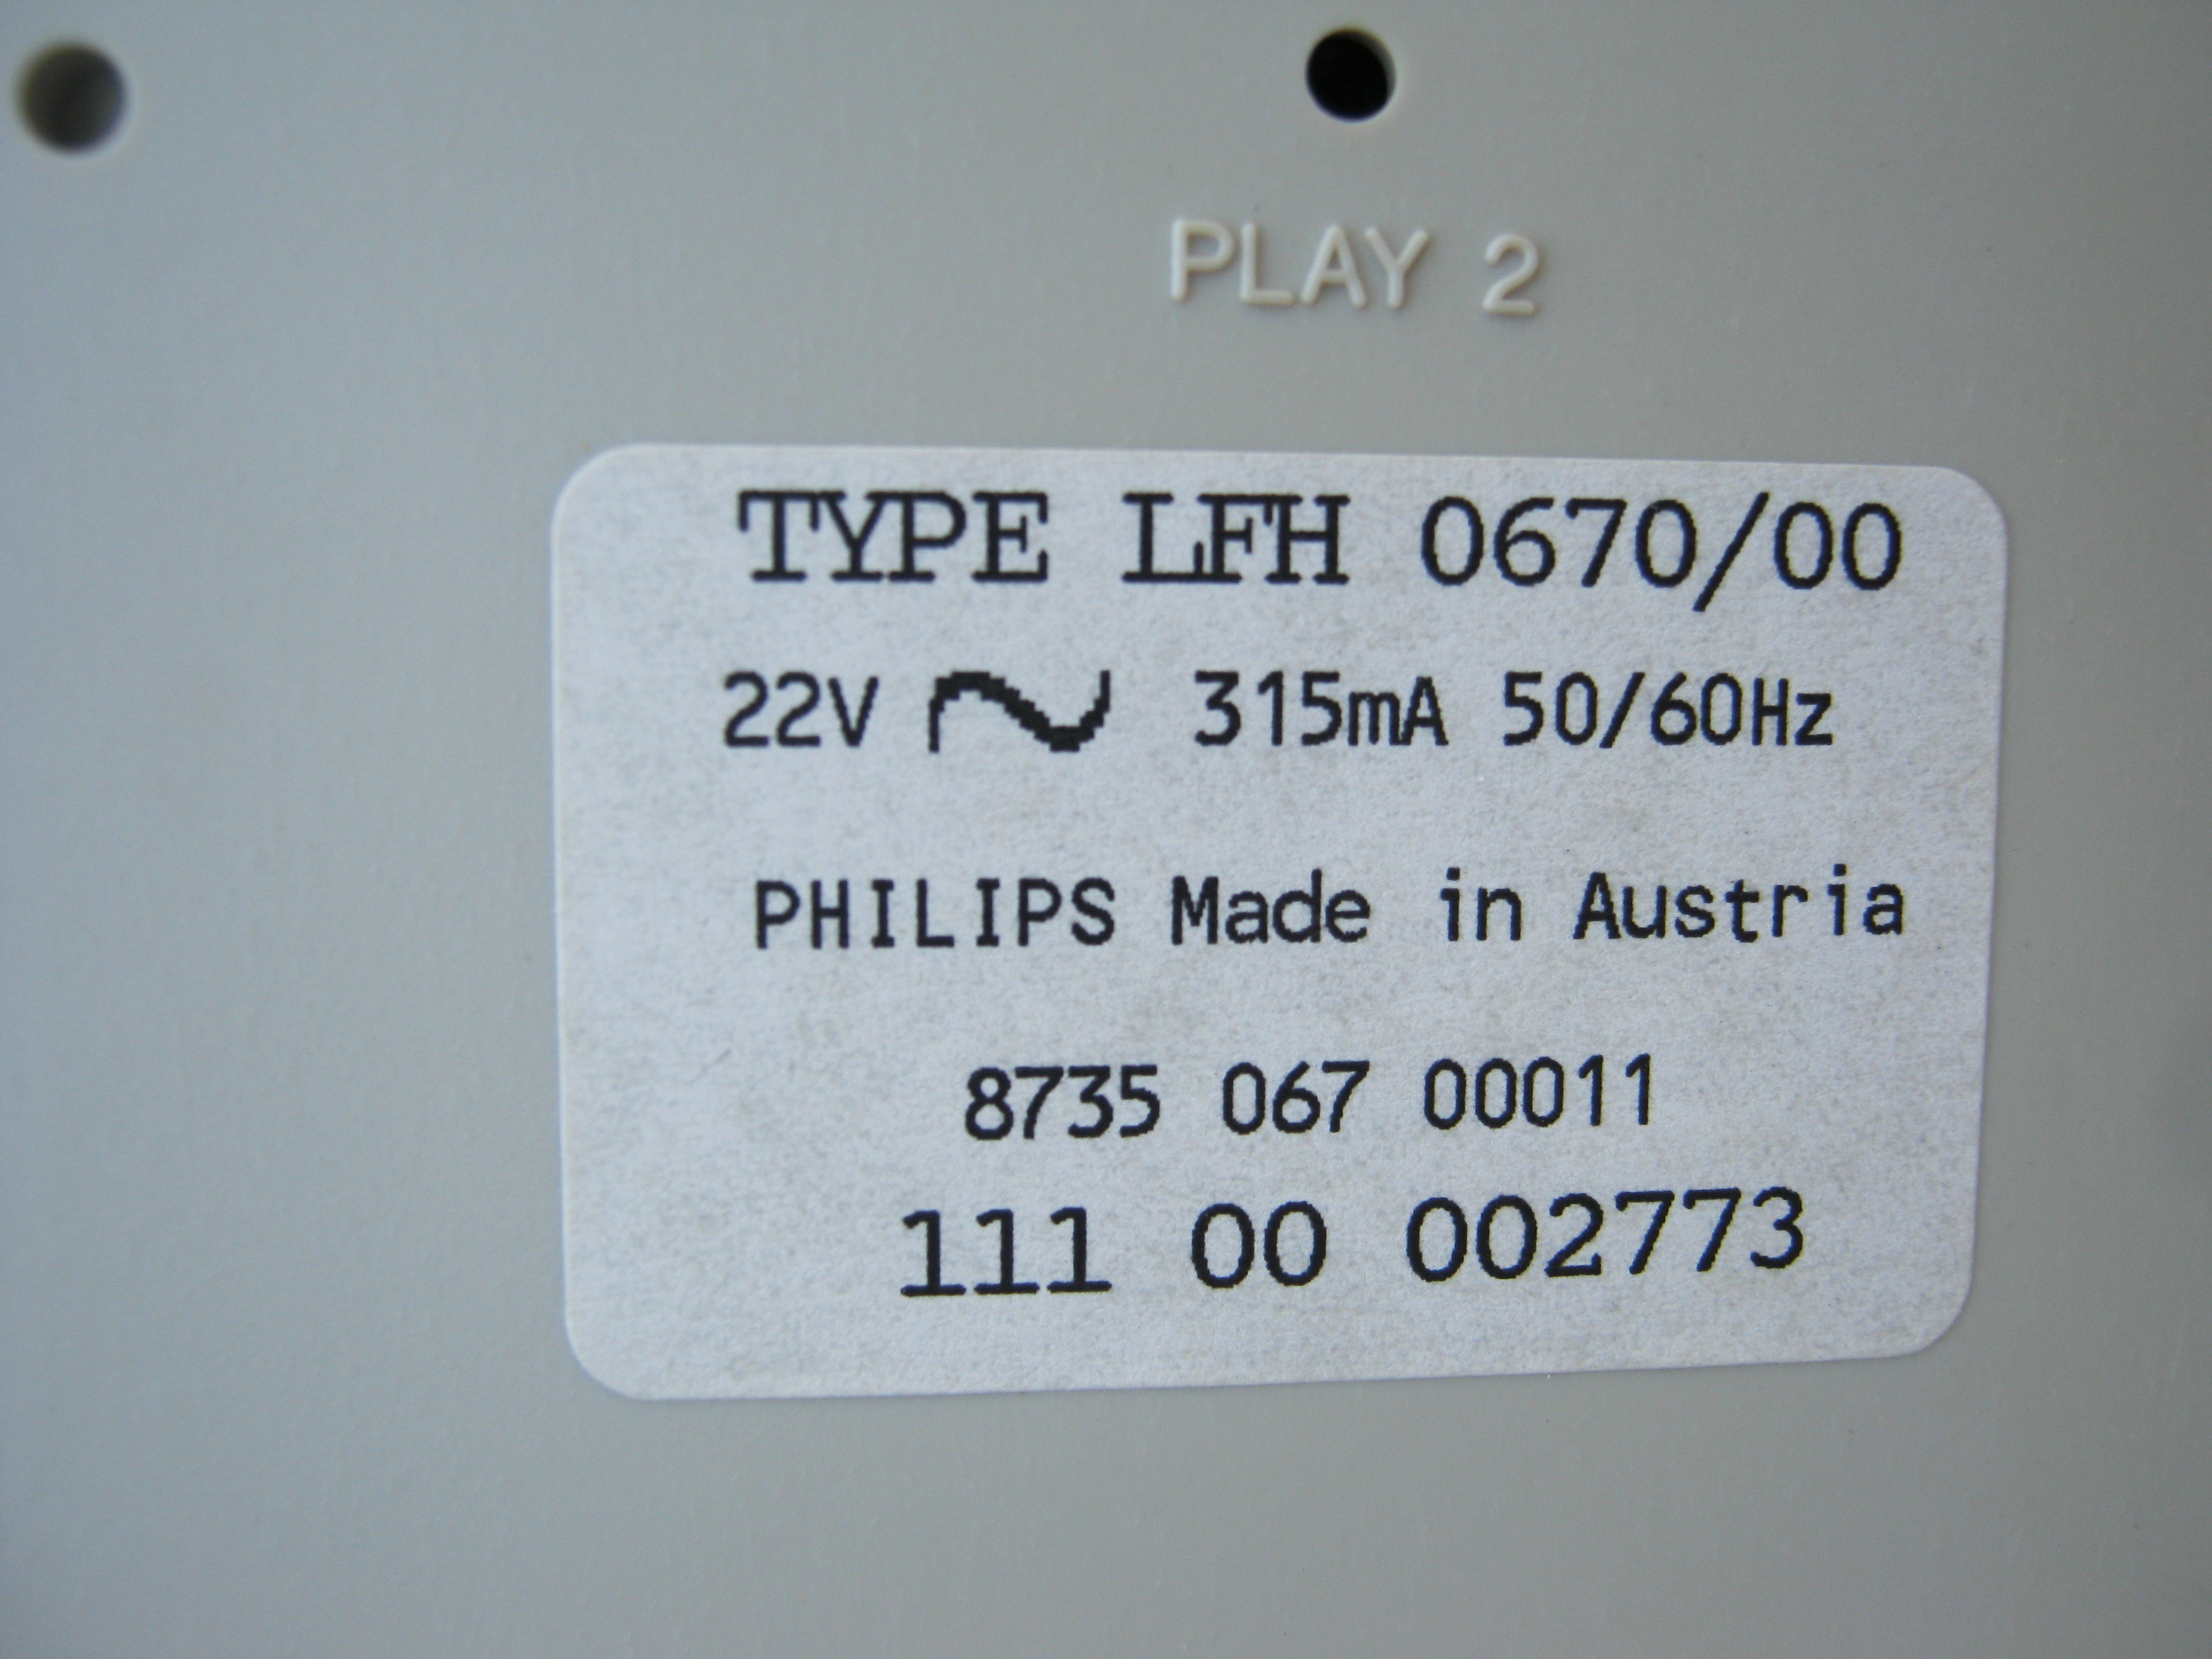 PLAY 2
TYPE LFH 0670/00
22V ~ 315mA 50/60Hz
PHILIPS Made in Austria
8735 067 00011
111 00 002773